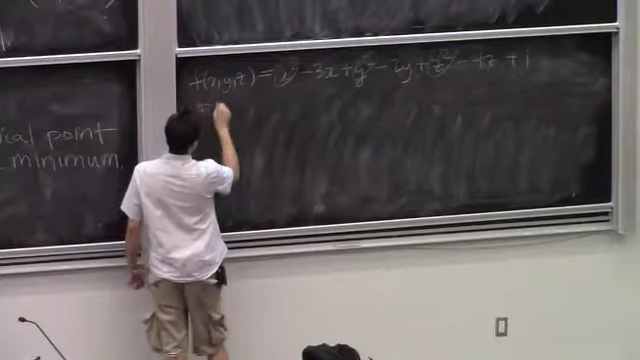 f(x,y,z) = x² - 3x + y² - 2y + z² - 4z + 1
ical point
minimum